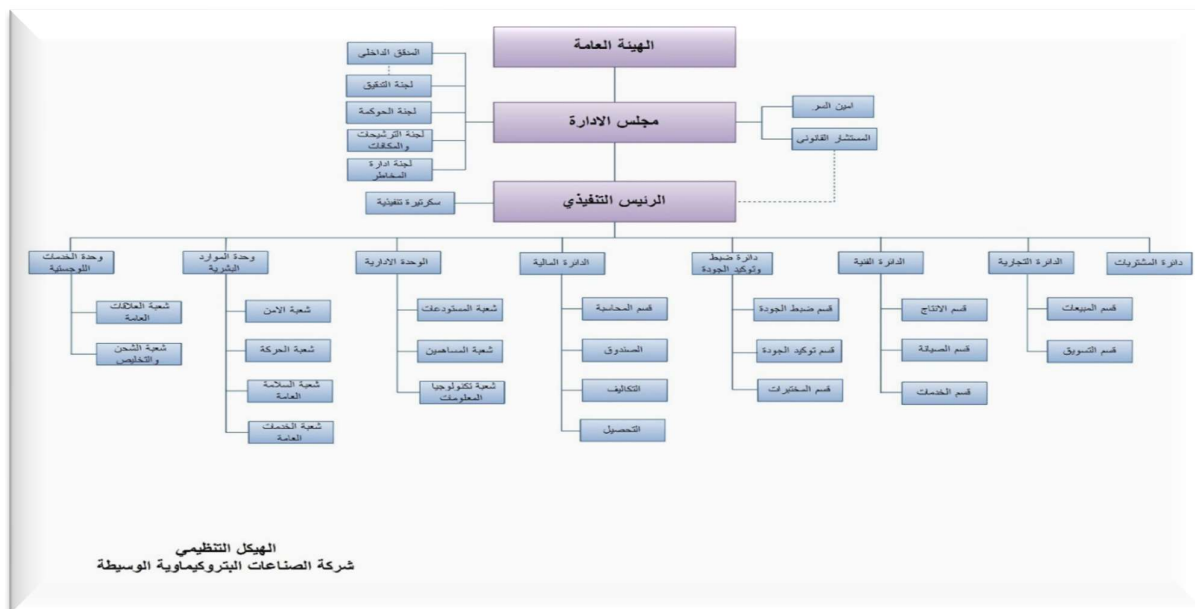 الهيئة العامة
المدقق الداخلي
لجنة التدقيق
امين السر
لجنة الحوكمة
مجلس الادارة
المستشار القانوني
لجنة الترشيحات
والمكافات
لجنة ادارة
المخاطر
الرئيس التنفيذي
سكرتيرة تنفيذية
دائرة المشتريات
الدائرة التجارية
الدائرة الفنية
دائرة ضبط
وتوكيد الجودة
الدائرة المالية
الوحدة الادارية
وحدة الموارد
البشرية
وحدة الخدمات
اللوجستية
قسم المبيعات
قسم التسويق
قسم الانتاج
قسم الصيانة
قسم الخدمات
قسم ضبط الجودة
قسم توكيد الجودة
قسم المختبرات
قسم المحاسبة
الصندوق
التكاليف
التحصيل
شعبة المستودعات
شعبة المساهمين
شعبة تكنولوجيا
المعلومات
شعبة الامن
شعبة الحركة
شعبة السلامة
العامة
شعبة الخدمات
العامة
شعبة العلاقات
العامة
شعبة الشحن
والتخليص
الهيكل التنظيمي
شركة الصناعات البتروكيماوية الوسيطة